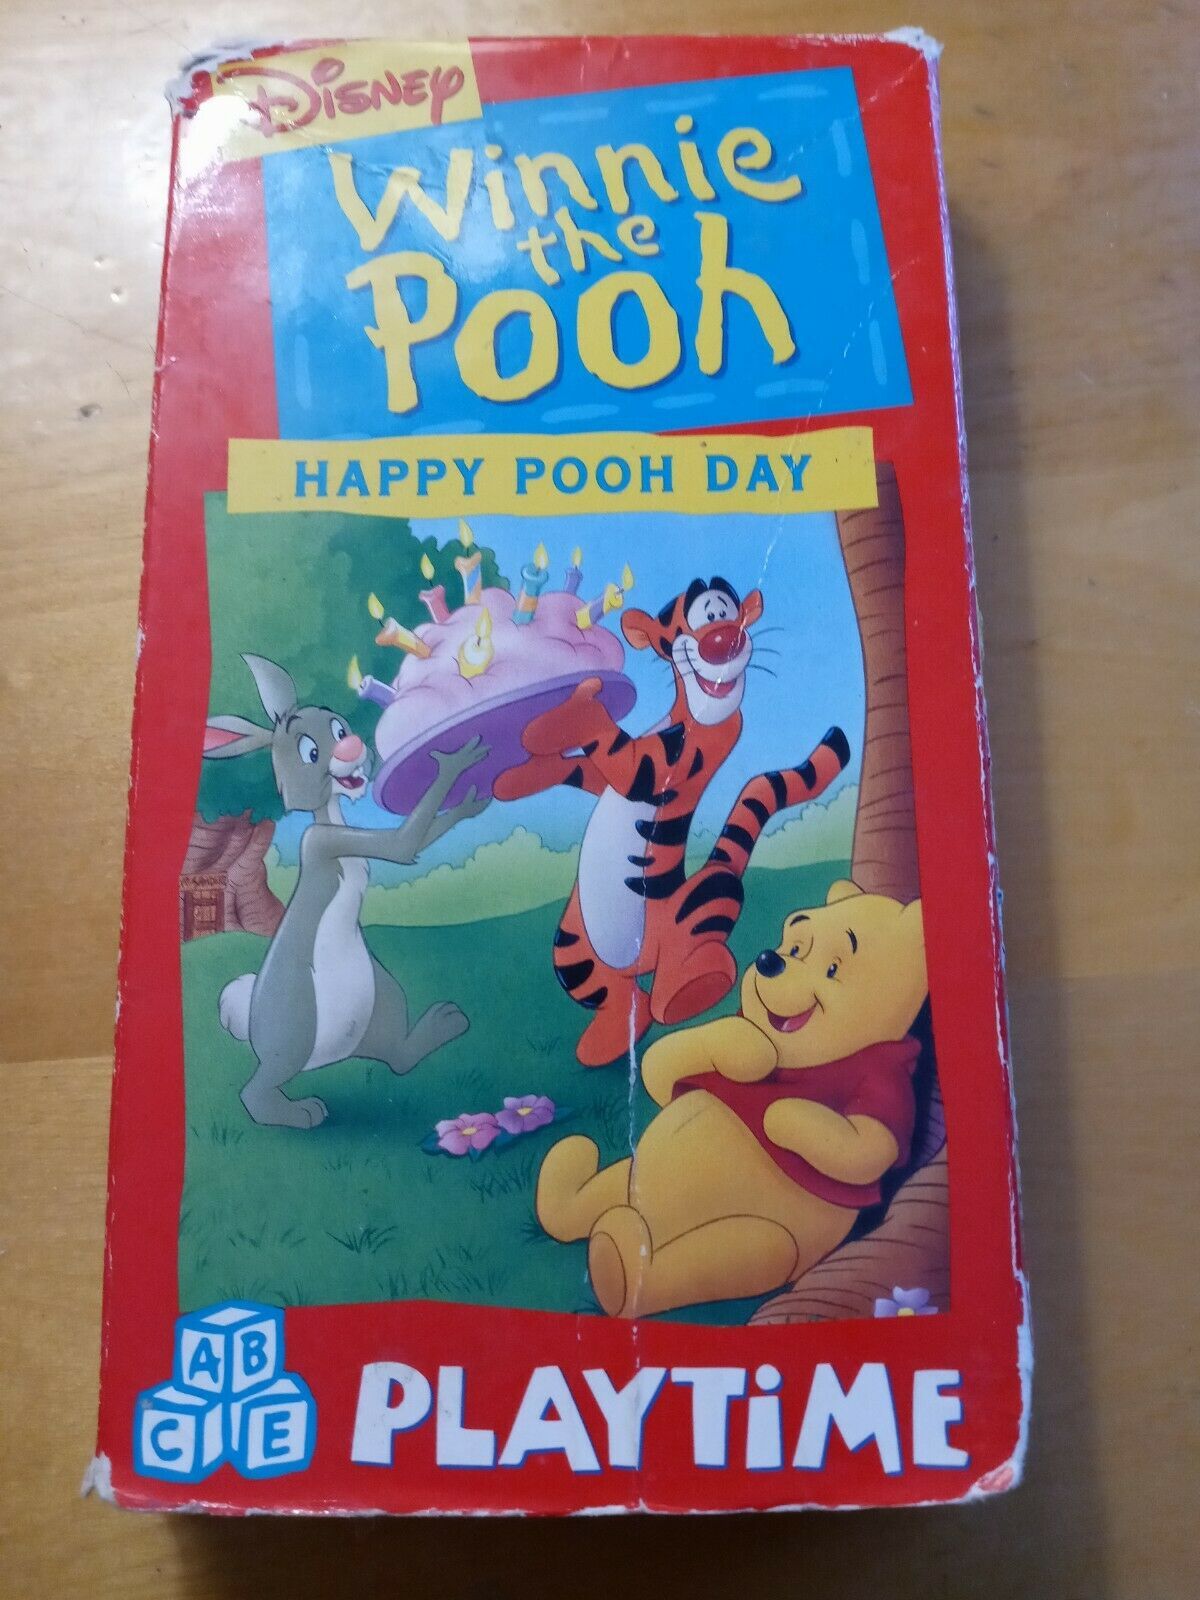 Disney
Winnie
the
Pooh
HAPPY POOH DAY
A B
C E
PLAYTiME